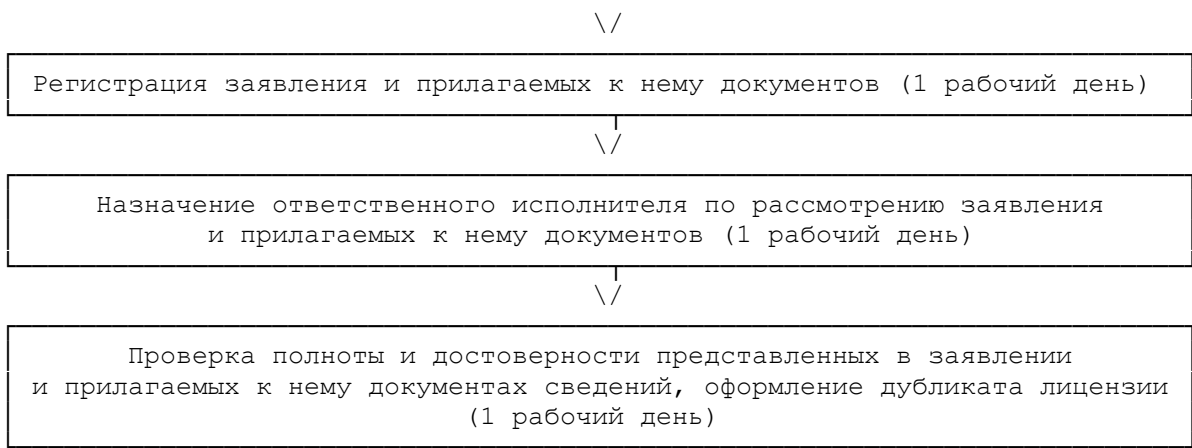 \/
Регистрация заявления и прилагаемых к нему документов (1 рабочий день)
\/
Назначение ответственного исполнителя по рассмотрению заявления
и прилагаемых к нему документов (1 рабочий день)
\/
Проверка полноты и достоверности представленных в заявлении
и прилагаемых к нему документах сведений, оформление дубликата лицензии
(1 рабочий день)